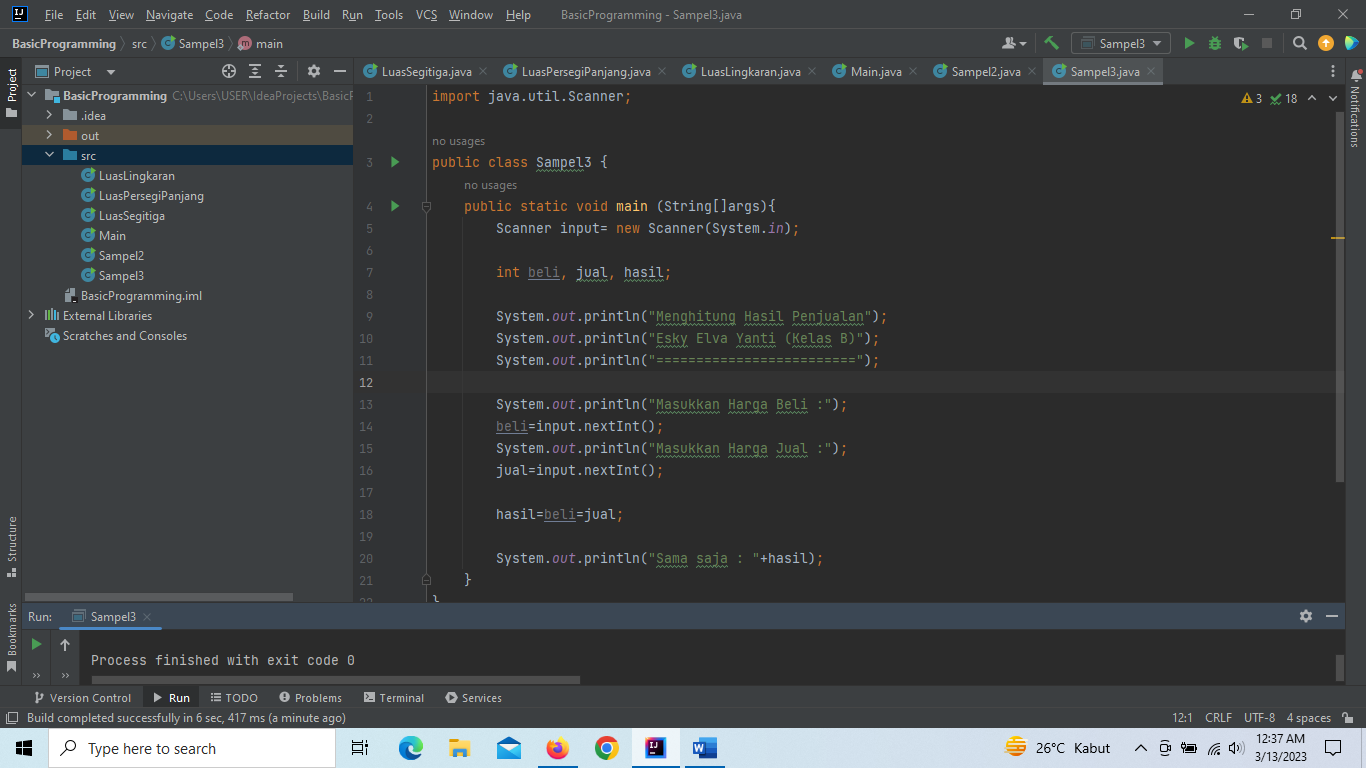 File Edit View Navigate Code Refactor Build Run Tools VCS Window Help BasicProgramming - Sampel3.java
BasicProgramming src Sampel3 main Sampel3
Project LuasSegitiga.java LuasPersegiPanjang.java LuasLingkaran.java Main.java Sampel2.java Sampel3.java
Project
Structure
Bookmarks
Notifications
BasicProgramming C:\Users\USER\IdeaProjects\BasicF
.idea
out
src
LuasLingkaran
LuasPersegiPanjang
LuasSegitiga
Main
Sampel2
Sampel3
BasicProgramming.iml
External Libraries
Scratches and Consoles
3 18
1 import java.util.Scanner;
2
no usages
3 public class Sampel3 {
no usages
4 public static void main (String[]args){
5 Scanner input= new Scanner(System.in);
6
7 int beli, jual, hasil;
8
9 System.out.println("Menghitung Hasil Penjualan");
10 System.out.println("Esky Elva Yanti (Kelas B)");
11 System.out.println("=========================");
12
13 System.out.println("Masukkan Harga Beli :");
14 beli=input.nextInt();
15 System.out.println("Masukkan Harga Jual :");
16 jual=input.nextInt();
17
18 hasil=beli=jual;
19
20 System.out.println("Sama saja : "+hasil);
21 }
22 }
Run: Sampel3
Process finished with exit code 0
Version Control Run TODO Problems Terminal Services
Build completed successfully in 6 sec, 417 ms (a minute ago) 12:1 CRLF UTF-8 4 spaces
Type here to search 26°C Kabut 12:37 AM
3/13/2023